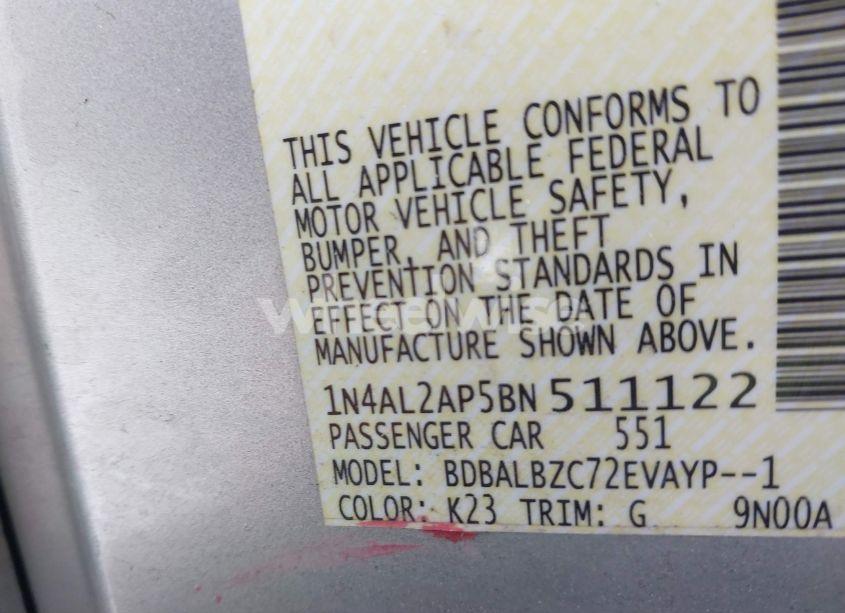 THIS VEHICLE CONFORMS TO
ALL APPLICABLE FEDERAL
MOTOR VEHICLE SAFETY,
BUMPER, AND THEFT
PREVENTION STANDARDS IN
EFFECT ON THE DATE OF
MANUFACTURE SHOWN ABOVE.
1N4AL2AP5BN511122
PASSENGER CAR 551
MODEL: BDBALBZC72EVAYP--1
COLOR: K23 TRIM: G 9N00A